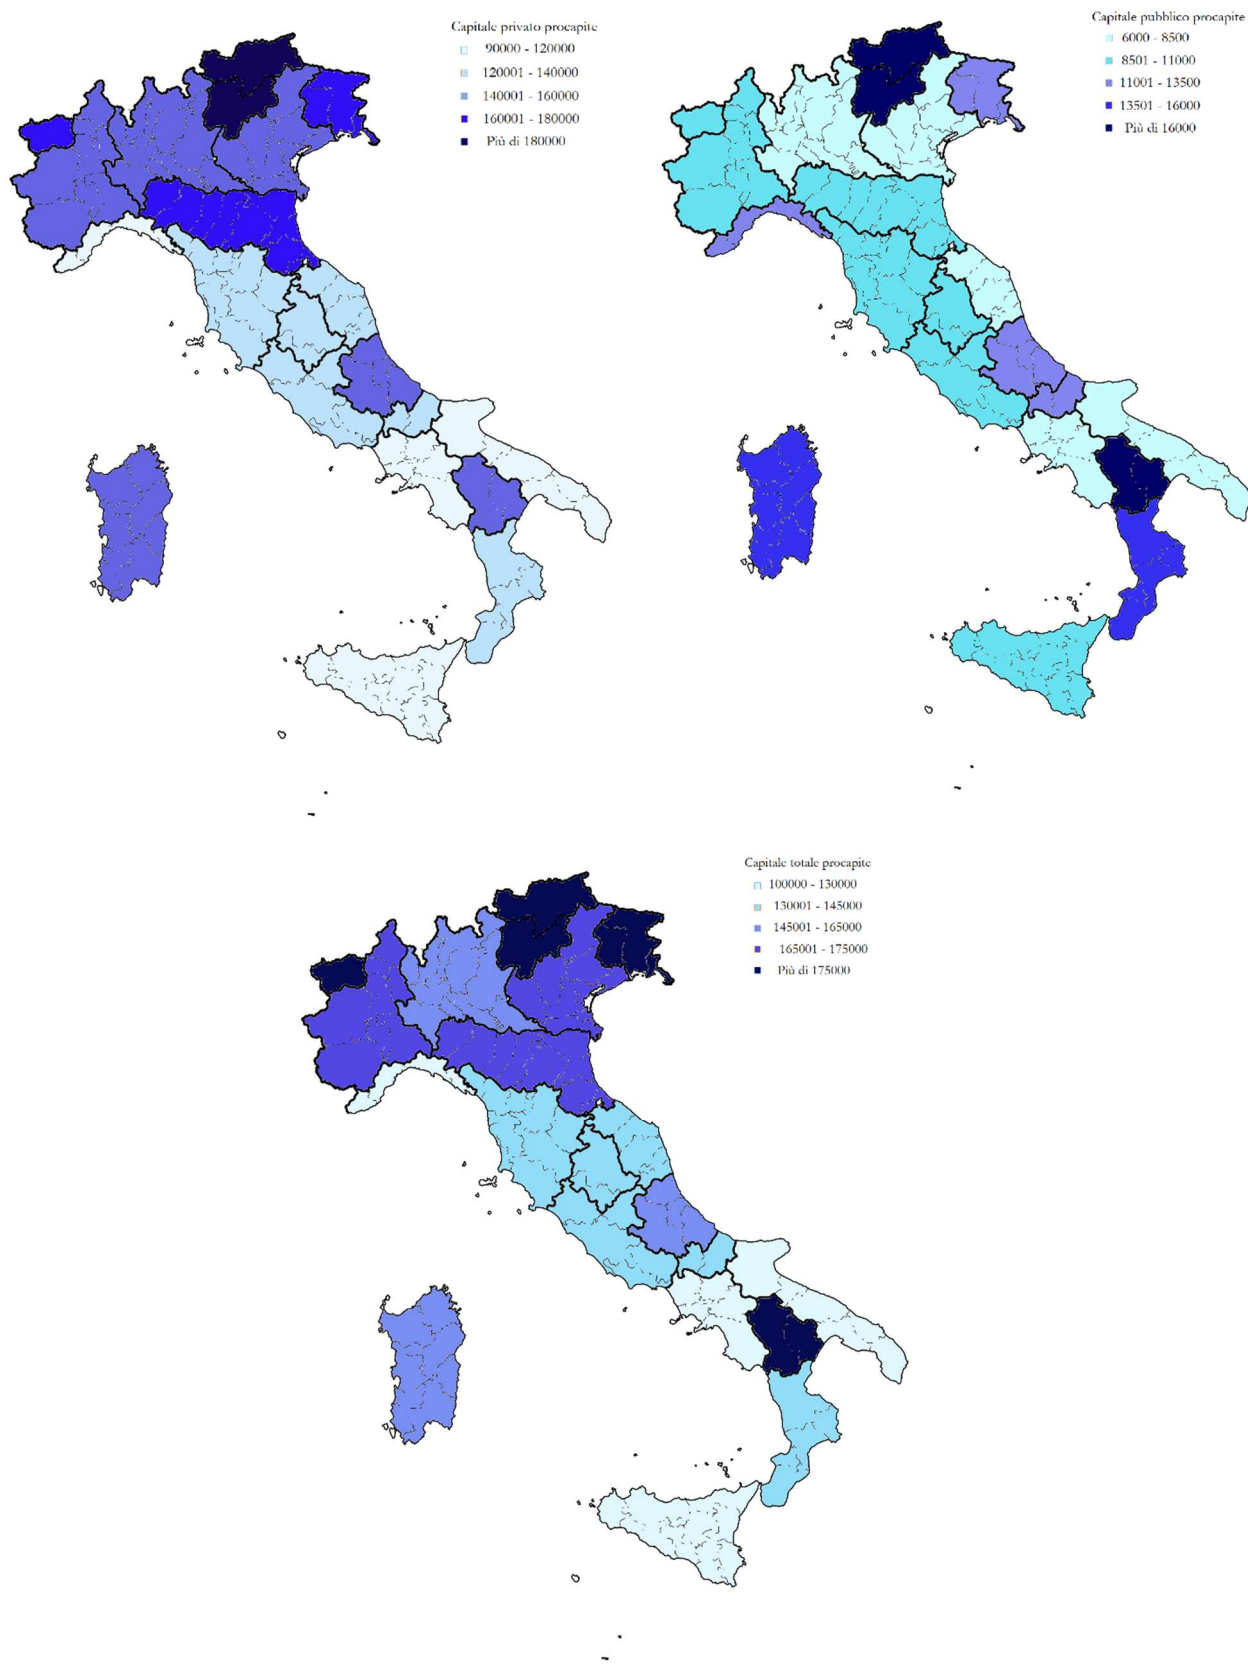 Capitale privato procapite
90000 - 120000
120001 - 140000
140001 - 160000
160001 - 180000
Più di 180000
Capitale pubblico procapite
6000 - 8500
8501 - 11000
11001 - 13500
13501 - 16000
Più di 16000
Capitale totale procapite
100000 - 130000
130001 - 145000
145001 - 165000
165001 - 175000
Più di 175000